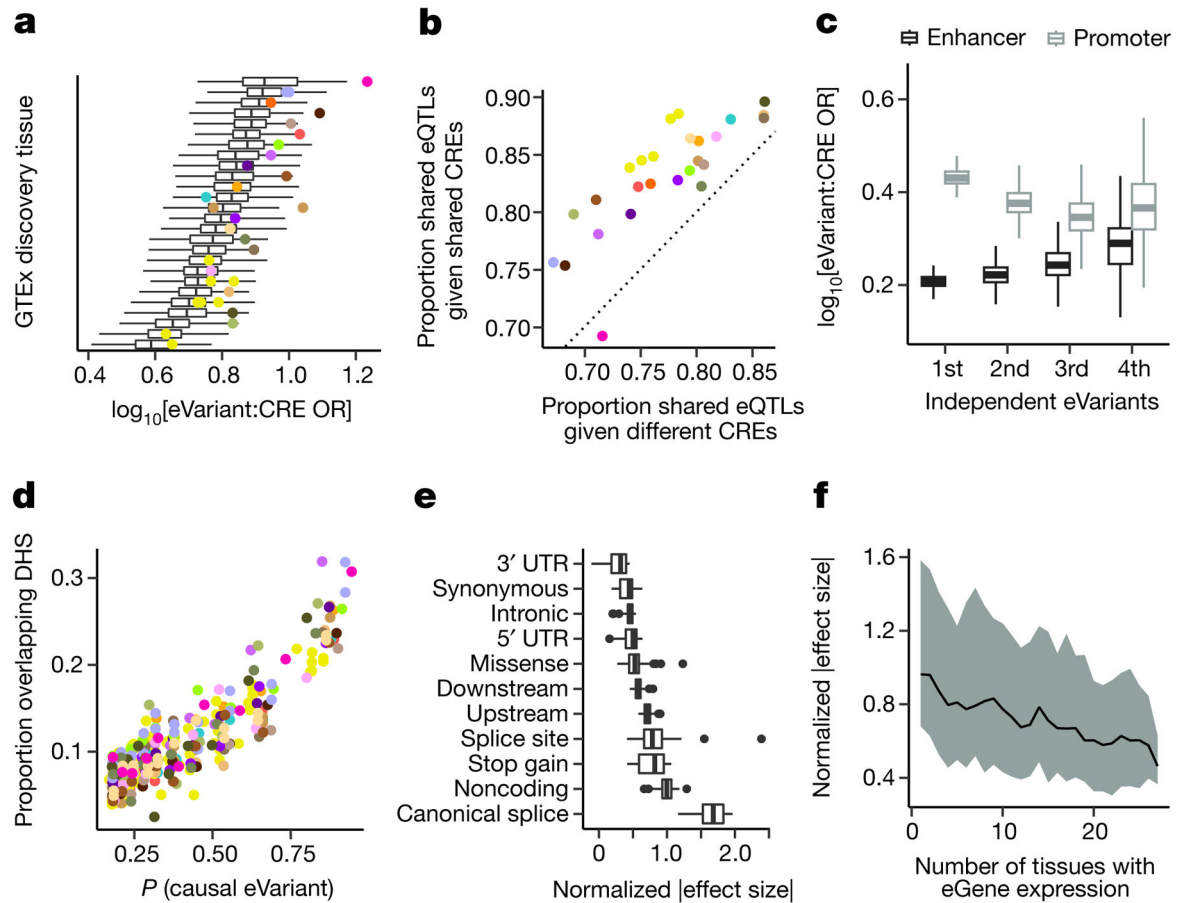 a
GTEx discovery tissue
0.4 0.6 0.8 1.0 1.2
log10[eVariant:CRE OR]
b
Proportion shared eQTLs
given shared CREs
0.90
0.85
0.80
0.75
0.70
0.70 0.75 0.80 0.85
Proportion shared eQTLs
given different CREs
c
Enhancer Promoter
log10[eVariant:CRE OR]
0.6
0.4
0.2
1st 2nd 3rd 4th
Independent eVariants
d
Proportion overlapping DHS
0.3
0.2
0.1
0.25 0.50 0.75
P (causal eVariant)
e
3′ UTR
Synonymous
Intronic
5′ UTR
Missense
Downstream
Upstream
Splice site
Stop gain
Noncoding
Canonical splice
0 1.0 2.0
Normalized |effect size|
f
Normalized |effect size|
1.6
1.2
0.8
0.4
0 10 20
Number of tissues with
eGene expression